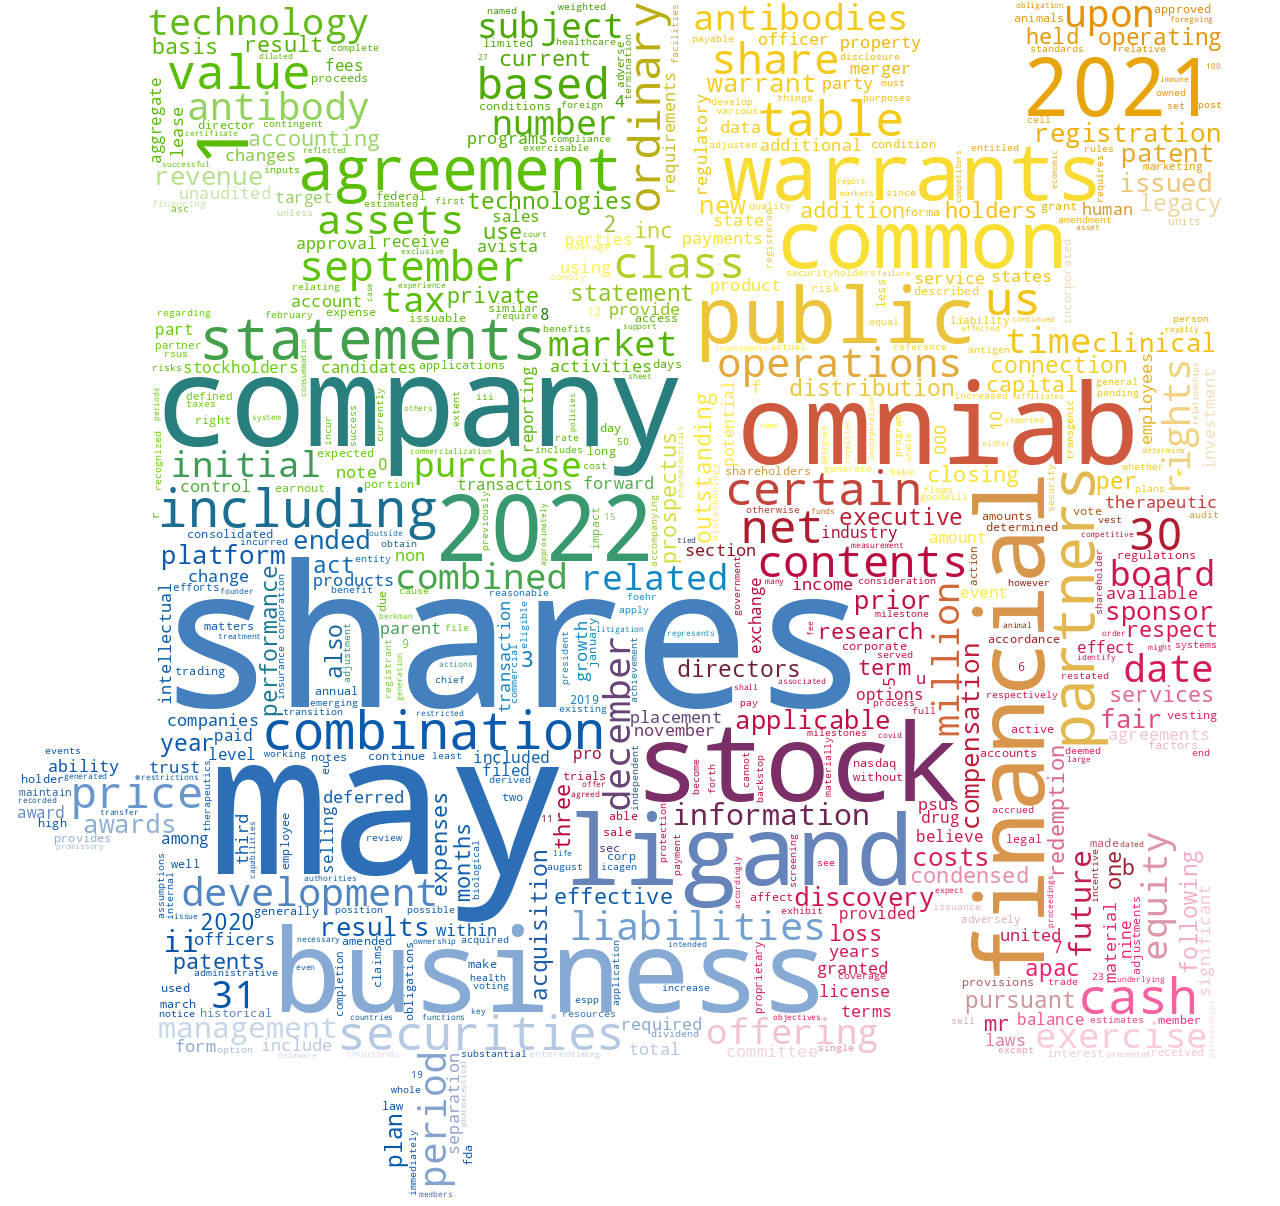 technology
basis
result
complete
diluted
value
fees
proceeds
antibody
director
contingent
certificate
accounting
reflected
aggregate
lease
1
changes
successful
inputs
revenue
unaudited
target
financing
asc
unless
named
weighted
subject
limited
healthcare
27
current
adverse
termination
based
4
conditions
foreign
number
programs
compliance
exercisable
ordinary
facilities
requirements
agreement
federal
estimated
first
technologies
assets
sales
2
inc
use
court
avista
approval
receive
exclusive
september
relating
case
experience
account
expense
tax
private
similar
issuable
require
8
regarding
february
part
partner
antibodies
payable
officer
property
disclosure
share
merger
warrant
party
must
develop
things
purposes
various
table
data
adjusted
additional
condition
regulatory
warrants
report
markets
since
competitors
new
quality
addition
forma
holders
state
parties
average
payments
registered
common
using
comply
class
securityholders
failure
service
states
statement
product
risk
less
described
12
provide
access
obligation
animals
upon
approved
foregoing
held
operating
standards
relative
2021
100
immune
owned
set
post
cell
registration
entitled
rules
economic
requires
patent
marketing
issued
grant
human
legacy
amendment
asset
units
incorporated
us
public
equal
liability
continued
affected
person
royalty
time
clinical
statements
market
benefits
support
risks
rsus
stockholders
candidates
applications
activities
days
sheet
investments
actual
reference
antigen
operations
connection
distribution
capital
general
pending
increased
affiliates
employees
rights
relationships
investment
company
consummation
periods
defined
taxes
iii
right
system
others
policies
extent
currently
success
incur
reporting
day
rate
50
includes
long
commercialization
recognized
initial
expected
note
0
purchase
cost
control
earnout
portion
transactions
forward
prospectus
pharmaceuticals
outstanding
potential
f
biotechnology
name
omniab
designed
royalties
incorporation
program
unable
000
10
reported
either
transgenic
determine
k
shareholders
generate
take
closing
flows
goodwill
security
per
whether
plans
therapeutic
audit
r
including
2022
previously
approximately
impact
15
accompanying
certain
otherwise
funds
executive
amounts
determined
vote
vest
30
competitive
consolidated
incurred
ended
outside
obtain
non
tied
net
industry
amount
section
measurement
regulations
platform
act
entity
contents
action
change
efforts
founder
products
benefit
combined
cause
reasonable
related
foehr
government
many
income
consideration
however
board
available
shareholder
intellectual
matters
treatment
performance
insurance corporation
due
berkman
parent
file
eligible
apply
exchange
milestone
prior
event
sponsor
shares
also
adjustment
registrant
9
generation
actions
transaction
commercial
3
litigation
growth
january
president
achievement
represents
fee
research
corporate
served
million
animal
accordance
order
might
respect
systems
effect
identify
trading
annual
emerging
chief
december
directors
shall
associated
term
5
u
6
restated
date
2019
existing
transition
restricted
pay
options
process
respectively
services
companies
combination
placement
november
applicable
milestones
covid
full
compensation
active
fair
vesting
year
paid
level
working
notes
continue
least
included
pro
independent
materially
stock
accounts
agreements
factors
end
events
ability
trust
filed
derived
trials
offer
agreed
cannot
backstop
become
forth
nasdaq
without
financial
partners
deemed
large
redemption
holder
generated
restrictions
maintain
recorded
price
therapeutics
eu
deferred
may
two
11
three
able
information
psus
drug
accrued
award
transfer
high
awards
provides
promissory
among
third
capabilities
employee
selling
review
expenses
months
biological
sale
sec
corp
protection
payment
screening
see
believe
legal
made
dated
well
assumptions
internal
authorities
life
august
icagen
ligand
accordingly
costs
condensed
future
incentive
one
b
equity
development
position
possible
effective
affect
exhibit
discovery
expect
issuance
proceedings
following
significant
issue
2020
generally
results
within
acquisition
liabilities
provided
loss
adversely
united
7
material
nine
adjustments
ii
officers
necessary
amended
ownership
acquired
intended
years
patents
even
claims
make
granted
coverage
apac
23
underlying
administrative
completion
obligations
health
voting
application
proprietary
provisions
trade
used
31
business
key
espp
resources
increase
license
pursuant
cash
march
notice
historical
countries
functions
objectives
terms
sell
mr
balance
estimates
member
management
securities
required
dividend
offering
laws
exercise
partnerships
form
option
include
delaware
thousands
substantial
entered
timing
total
committee
single
except
interest
presented
received
19
whole
period
separation
pharmaceutical
law
plan
immediately
fda
members